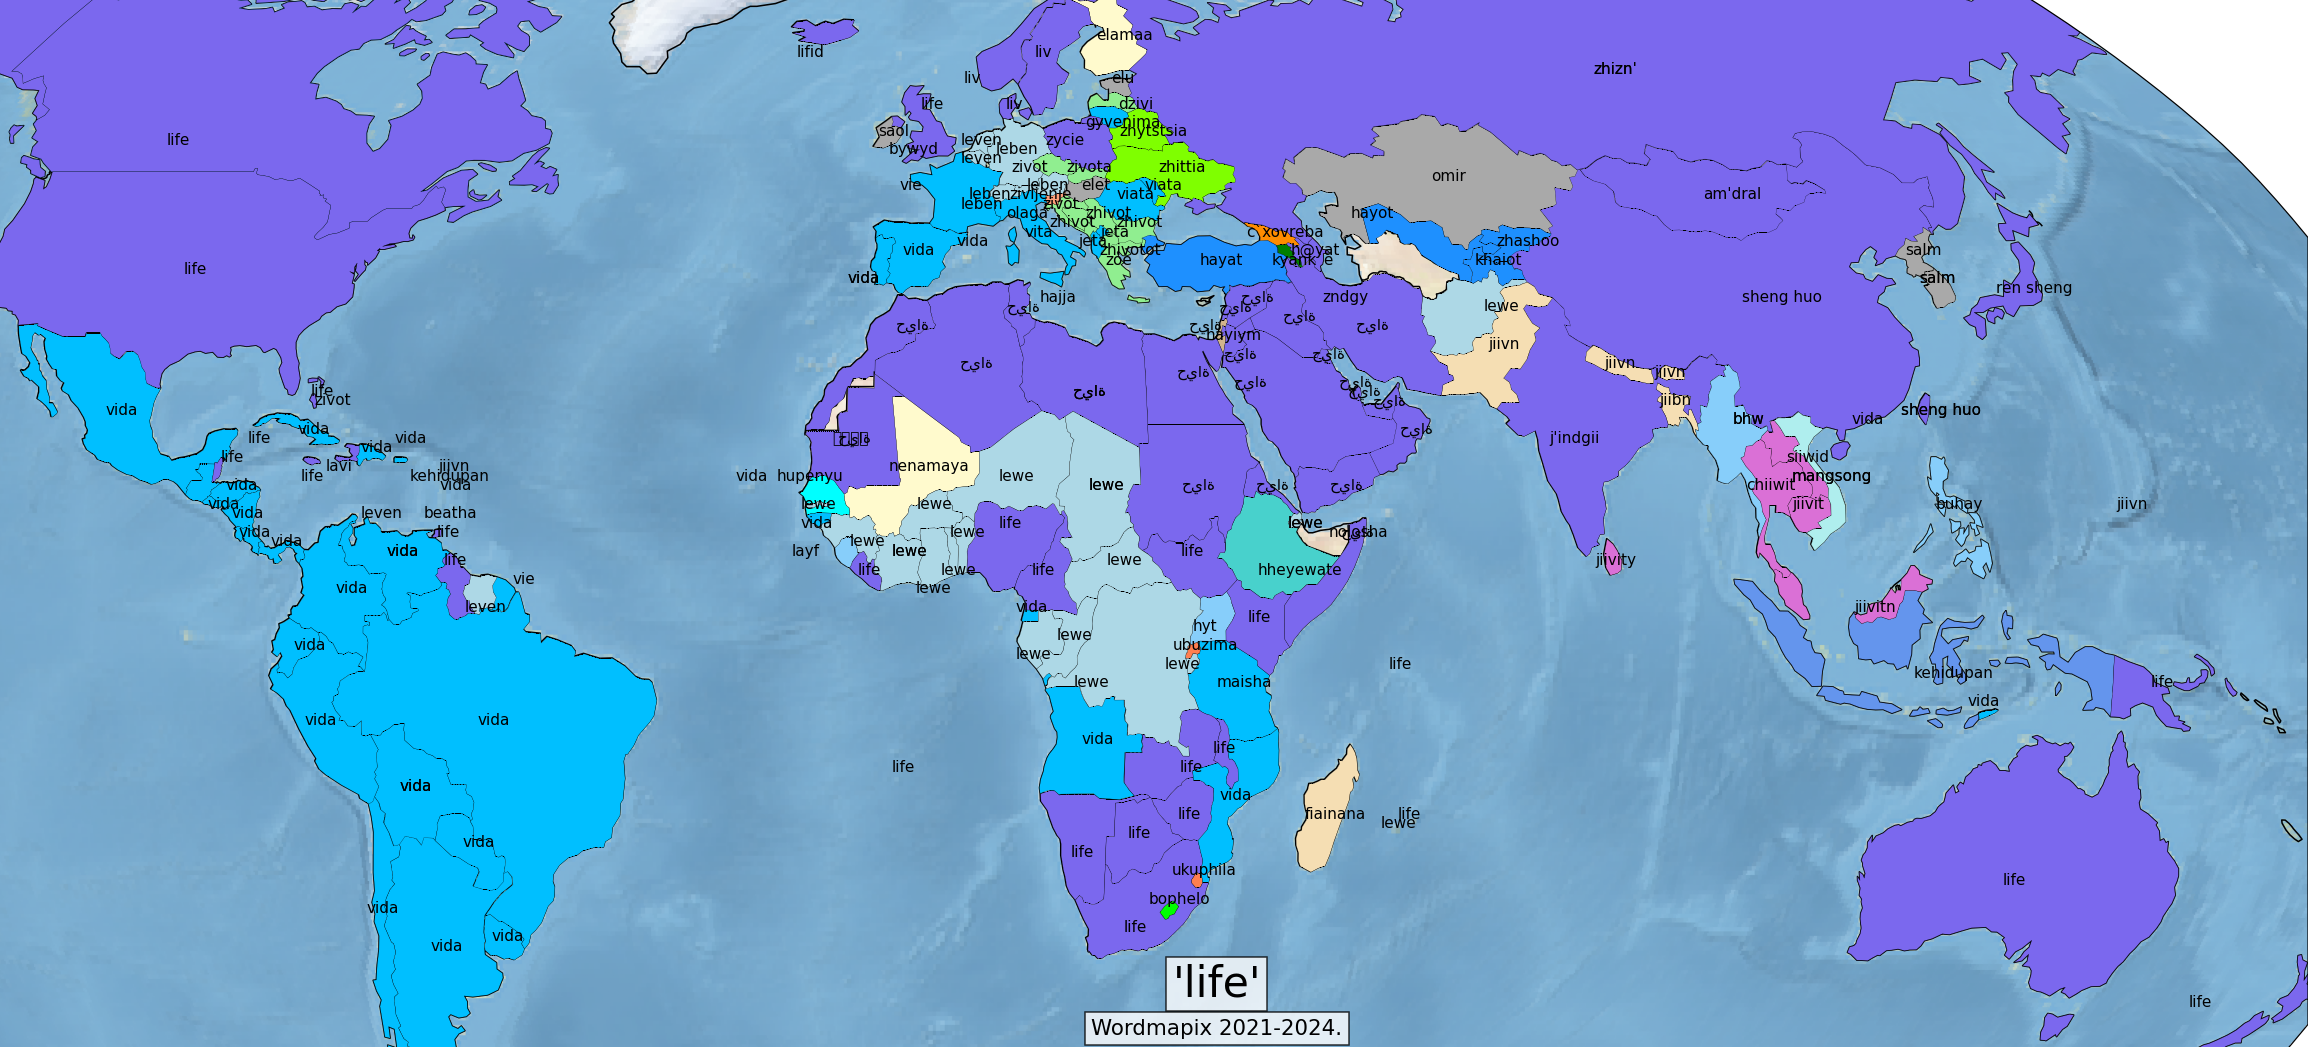 elamaa
lifid
liv
zhizn'
liv
elu
life
liv
dzivi
gyvenima
zhytstsia
saol
bywyd
leven
leben
zycie
life
leven
zivot
zivota
zhittia
omir
vie
leben
elet
viata
leben
zivljenje
viata
am'dral
leben
zivot
olaga
zhivot
hayot
zhivot
zhivot
vita
jeta
c'xovreba
zhashoo
vida
vida
jeta
zhivotot
h@yat
salm
zoe
hayat
kyank'e
khaiot
life
vida
salm
hajja
zndgy
sheng huo
ren sheng
حياة
حياة
حياة
حياة
lewe
حياة
حياة
حياة
حياة
hayiym
jiivn
حياة
حياة
حياة
jiivn
حياة
حياة
jiivn
life
حياة
حياة
حياة
jiibn
zivot
حياة
vida
sheng huo
bhw
vida
vida
life
vida
حياة
حياة
j'indgii
vida
life
lavi
jiivn
nenamaya
siiwid
life
kehidupan
vida
hupenyu
lewe
mangsong
vida
vida
lewe
حياة
حياة
حياة
chiiwit
vida
vida
lewe
lewe
jiivit
bunay
jiivn
leven
beatha
vida
life
lewe
vida
vida
life
lewe
lewe
vida
layf
lewe
life
life
lewe
jiivity
life
lewe
life
hheyewate
vie
vida
lewe
leven
vida
life
jiivitn
hyt
lewe
vida
ubuzima
lewe
lewe
life
kehidupan
lewe
maisha
life
vida
vida
vida
vida
life
life
life
vida
vida
life
life
fiainana
life
lewe
life
vida
life
ukuphila
life
bophelo
vida
life
vida
vida
life
'life'
Wordmapix 2021-2024.